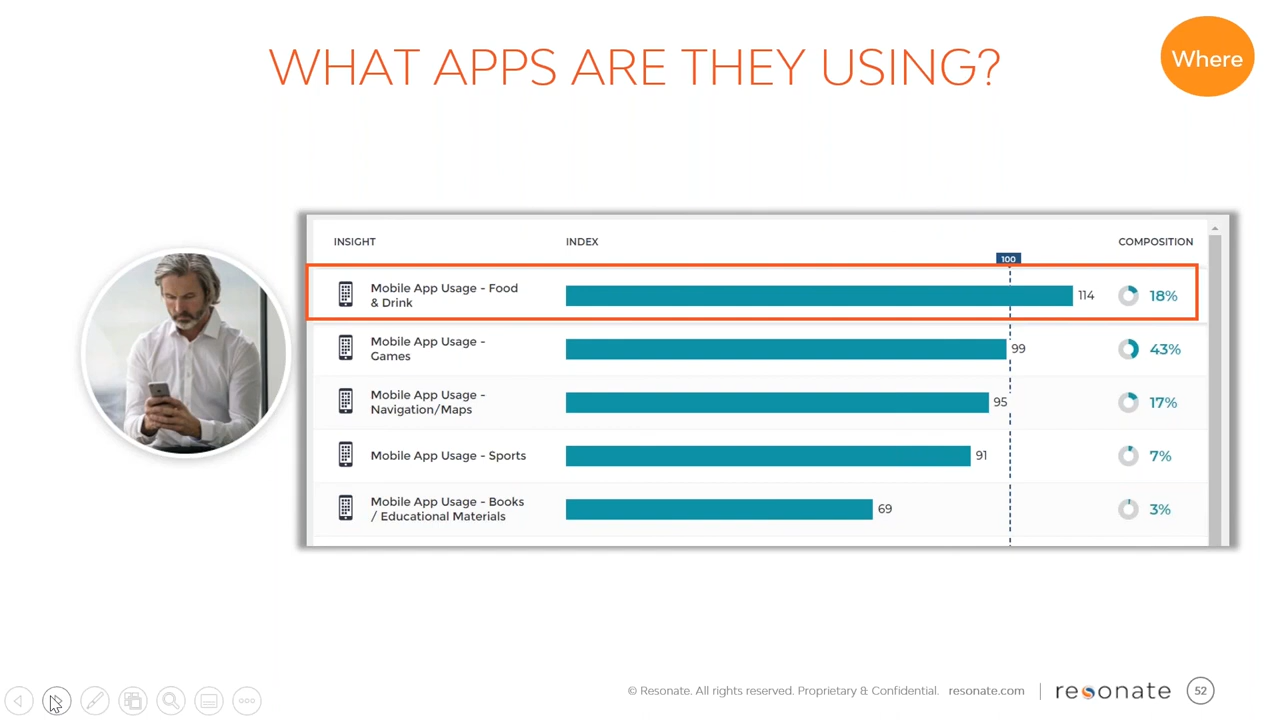 WHAT APPS ARE THEY USING?
Where
INSIGHT INDEX COMPOSITION
100
Mobile App Usage - Food
& Drink
114 18%
Mobile App Usage -
Games
99 43%
Mobile App Usage -
Navigation/Maps
95 17%
Mobile App Usage - Sports 91 7%
Mobile App Usage - Books
/ Educational Materials
69 3%
© Resonate. All rights reserved. Proprietary & Confidential. resonate.com | resonate 52